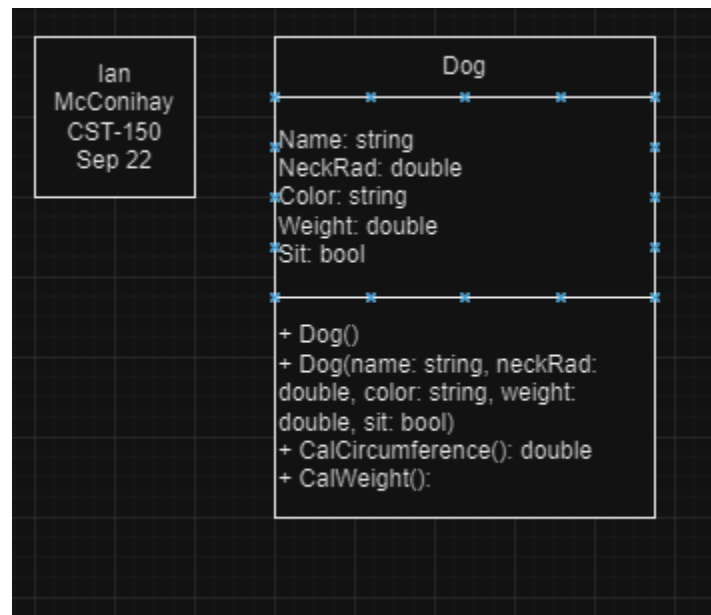 Ian
McConihay
CST-150
Sep 22
Dog
Name: string
NeckRad: double
Color: string
Weight: double
Sit: bool
+ Dog()
+ Dog(name: string, neckRad:
double, color: string, weight:
double, sit: bool)
+ CalCircumference(): double
+ CalWeight():